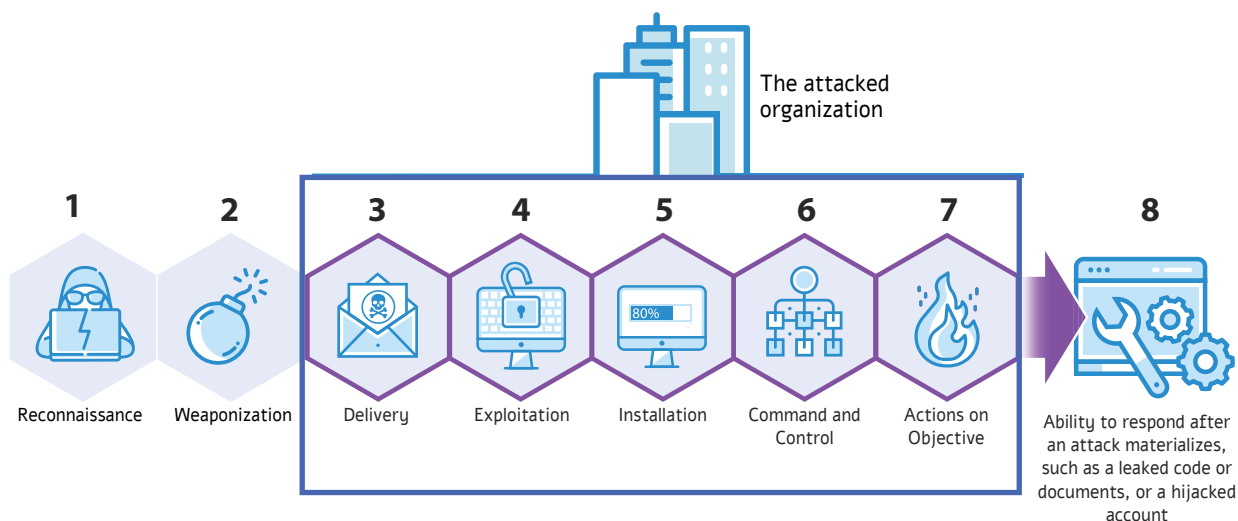 The attacked
organization
1
2
3
4
5
6
7
8
80%
Reconnaissance
Weaponization
Delivery
Exploitation
Installation
Command and
Control
Actions on
Objective
Ability to respond after
an attack materializes,
such as a leaked code or
documents, or a hijacked
account